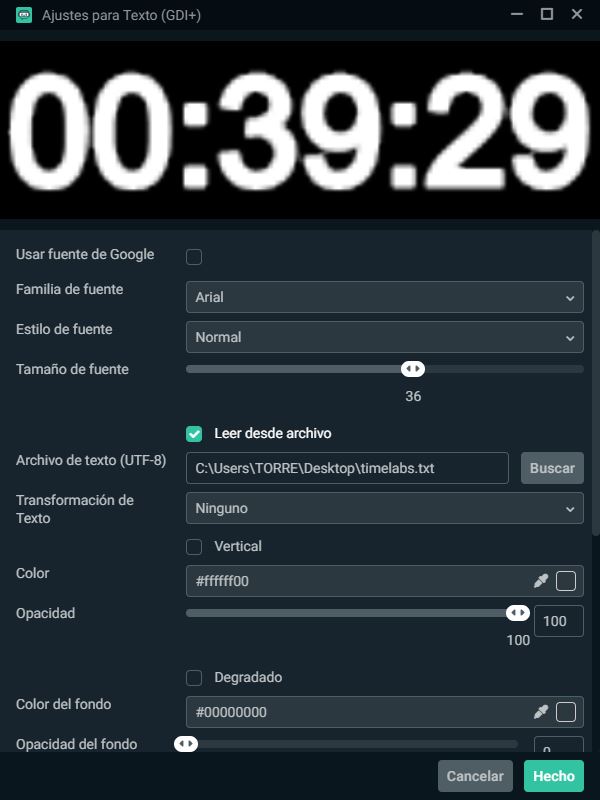 Ajustes para Texto (GDI+)
00:39:29
Usar fuente de Google
Familia de fuente
Arial
Estilo de fuente
Normal
Tamaño de fuente
36
Leer desde archivo
Archivo de texto (UTF-8)
C:\Users\TORRE\Desktop\timelabs.txt
Buscar
Transformación de
Texto
Ninguno
Vertical
Color
#ffffff00
Opacidad
100
100
Degradado
Color del fondo
#00000000
Opacidad del fondo
0
Cancelar
Hecho